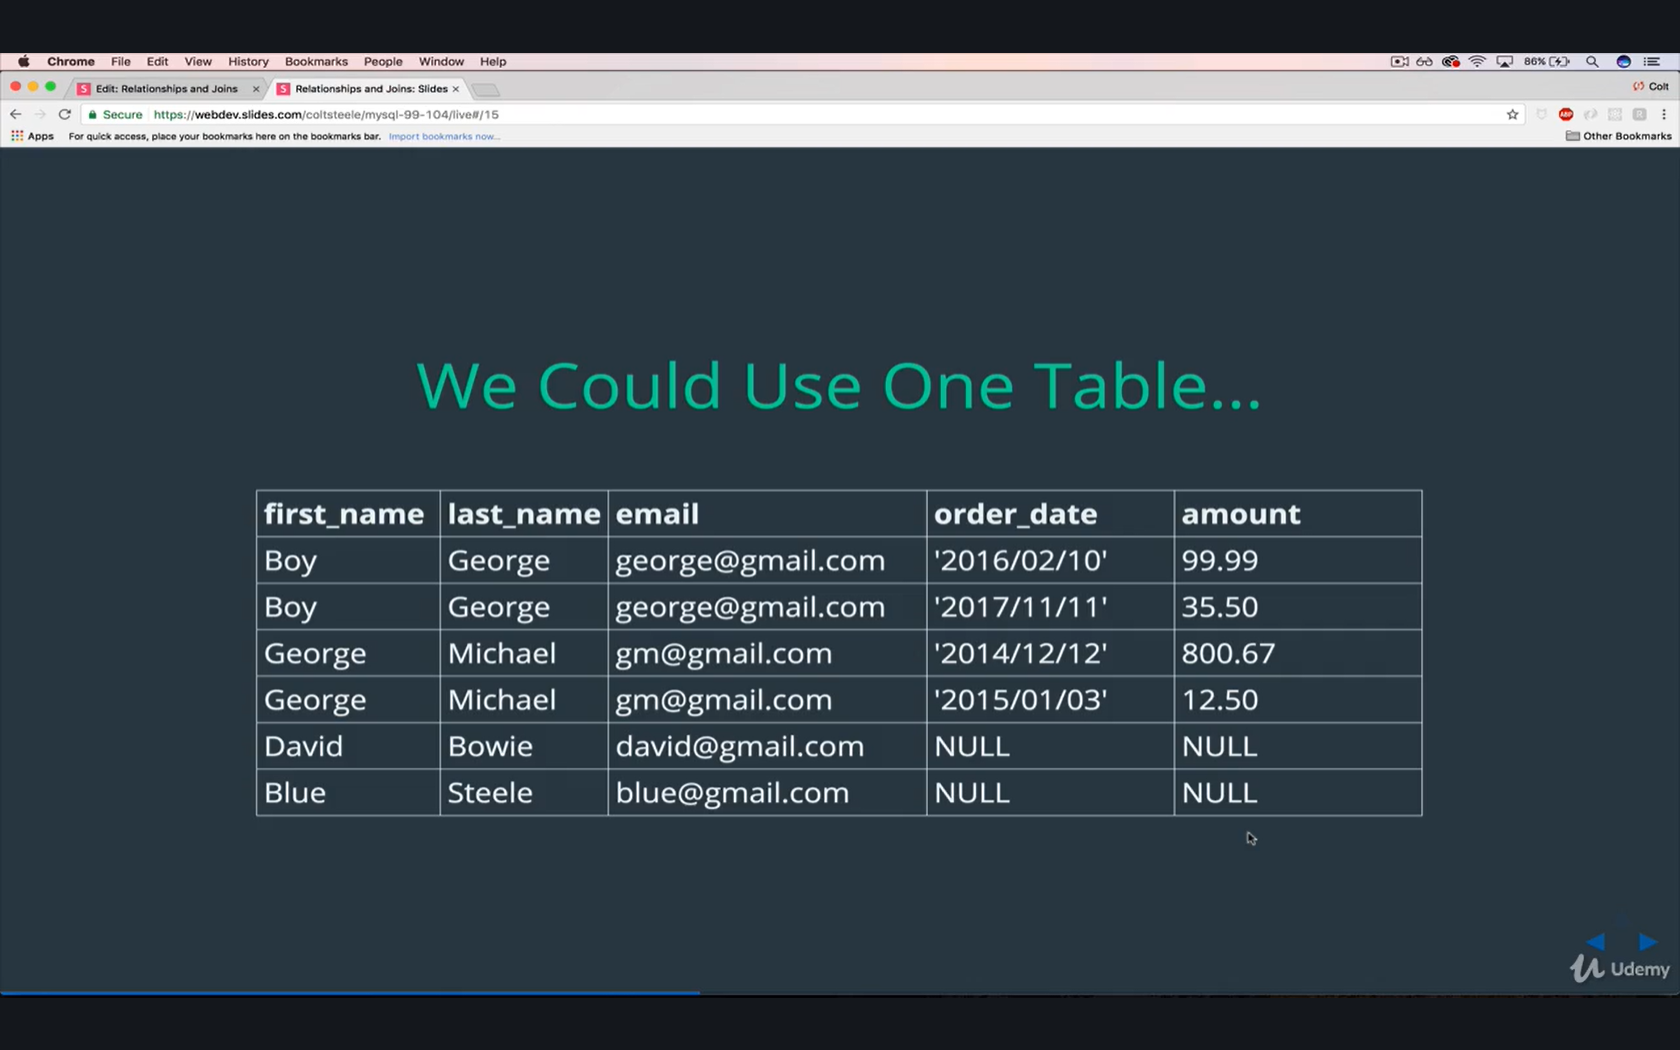 Chrome File Edit View History Bookmarks People Window Help 86%
Edit: Relationships and Joins Relationships and Joins: Slides Colt
Secure https://webdev.slides.com/coltsteele/mysql-99-104/live#/15 ABP
Apps For quick access, place your bookmarks here on the bookmarks bar. Import bookmarks now... Other Bookmarks
We Could Use One Table...
first_name last_name email order_date amount
Boy George george@gmail.com '2016/02/10' 99.99
Boy George george@gmail.com '2017/11/11' 35.50
George Michael gm@gmail.com '2014/12/12' 800.67
George Michael gm@gmail.com '2015/01/03' 12.50
David Bowie david@gmail.com NULL NULL
Blue Steele blue@gmail.com NULL NULL
Udemy